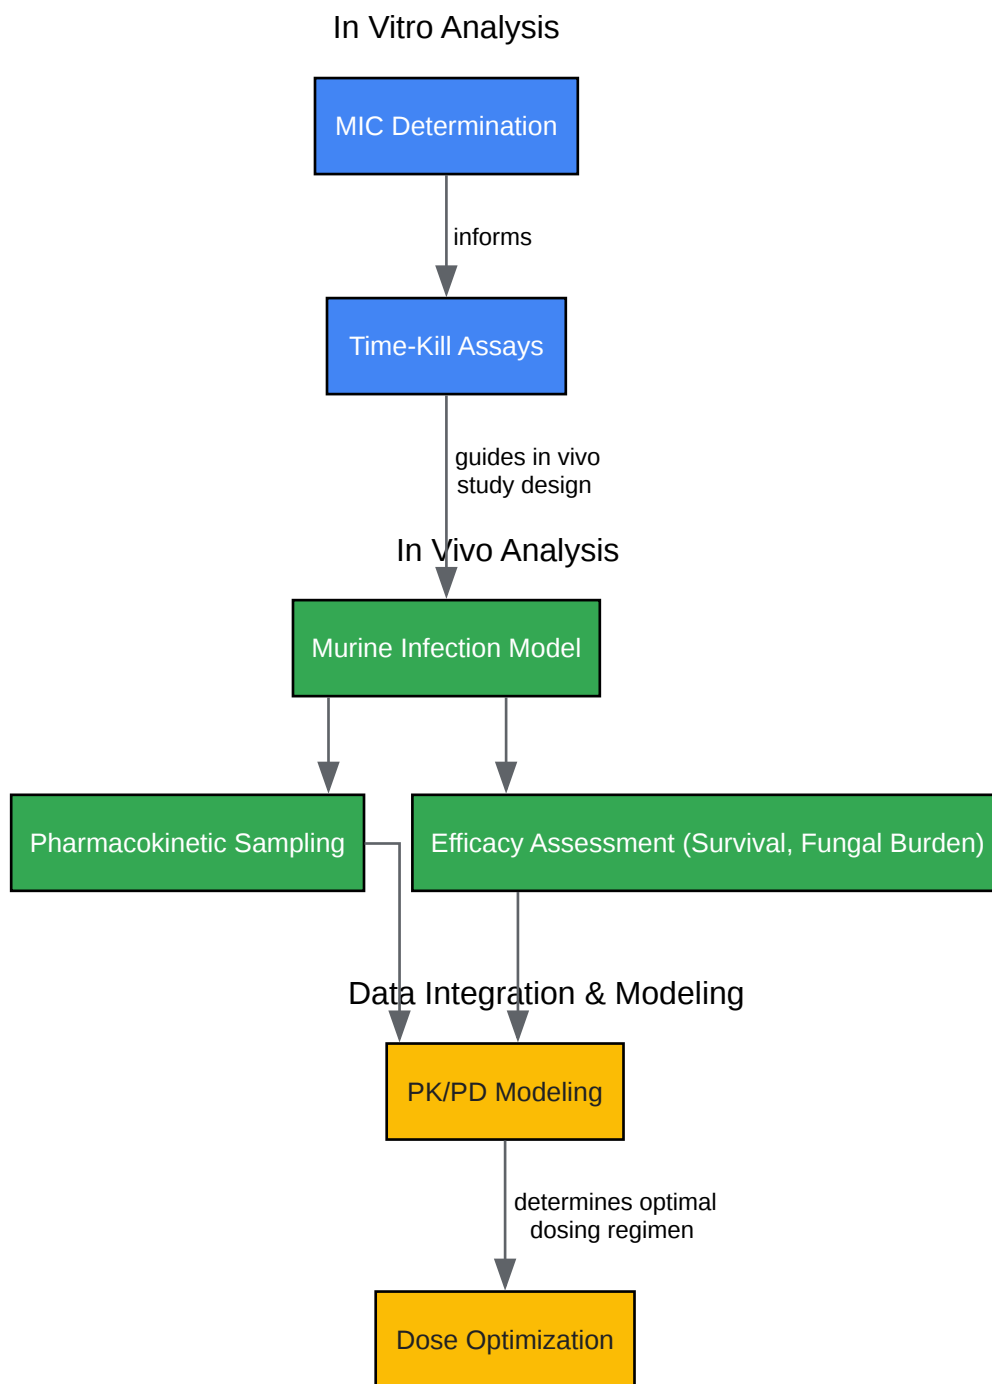 In Vitro Analysis
MIC Determination
informs
Time-Kill Assays
guides in vivo
study design
In Vivo Analysis
Murine Infection Model
Pharmacokinetic Sampling
Efficacy Assessment (Survival, Fungal Burden)
Data Integration & Modeling
PK/PD Modeling
determines optimal
dosing regimen
Dose Optimization